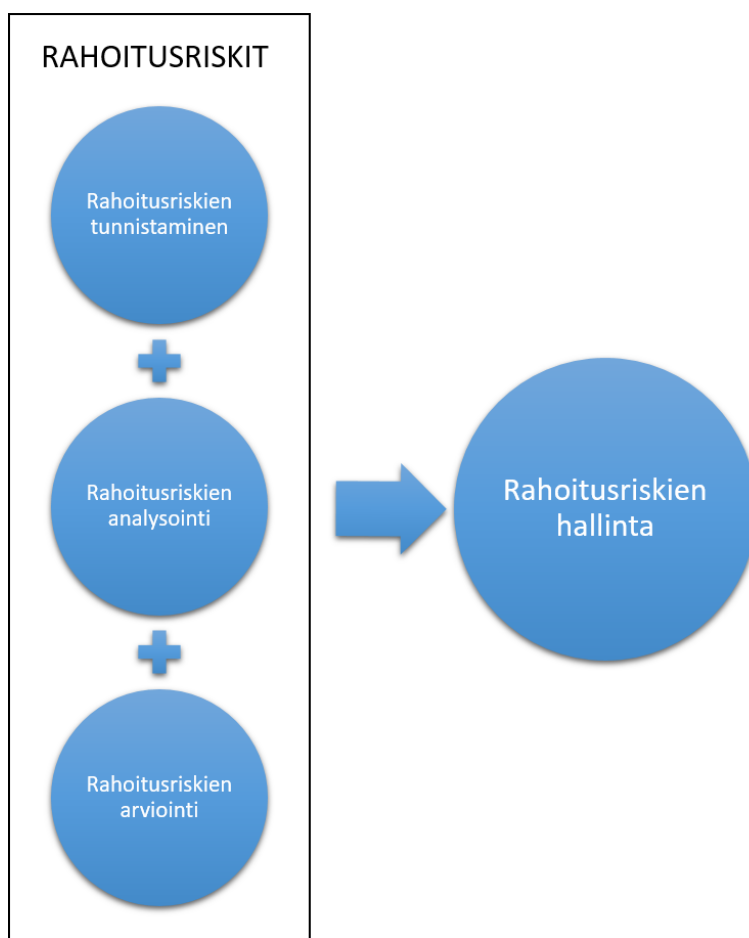 RAHOITUSRISKIT
Rahoitusriskien
tunnistaminen
Rahoitusriskien
analysointi
Rahoitusriskien
arviointi
Rahoitusriskien
hallinta